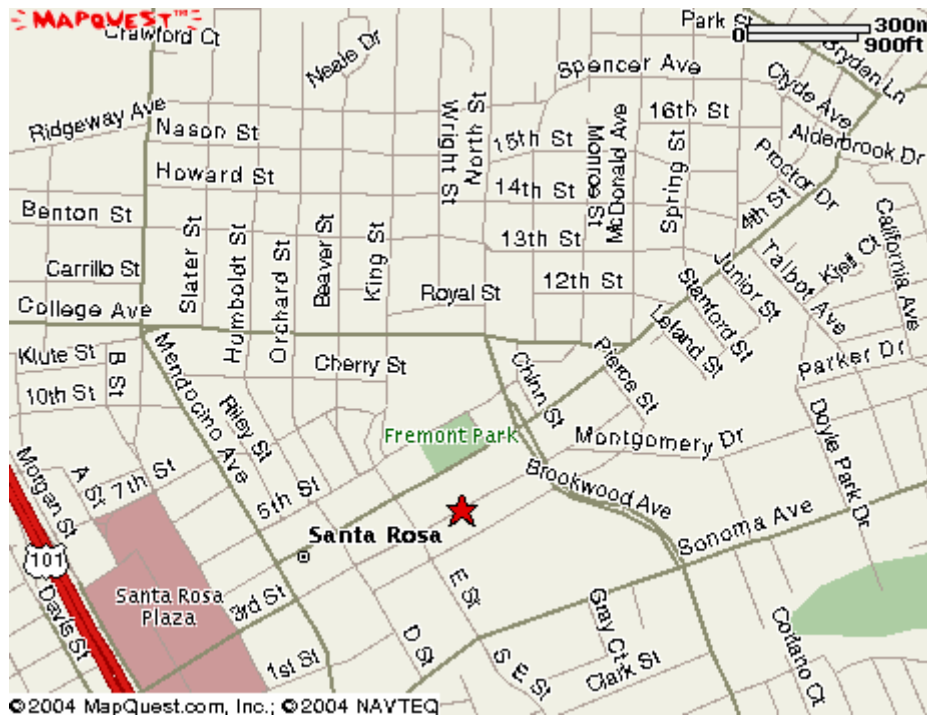 MAPQUEST™
Crawford Ct
Neale Dr
Park St
0
300m
900ft
Bryden Ln
Spencer Ave
Clyde Ave
Ridgeway Ave
Nason St
Wright St
North St
15th St
Monroe St
McDonald Ave
16th St
Alderbrook Dr
Howard St
14th St
Spring St
Proctor Dr
4th St
Benton St
Slater St
Humboldt St
Orchard St
Beaver St
King St
13th St
California Ave
Carrillo St
Royal St
12th St
Junior St
Talbot Ave
Stanford St
College Ave
Leland St
Klute St
B St
Mendocino Ave
Cherry St
Chinn St
Pierce St
Parker Dr
10th St
Riley St
Fremont Park
Montgomery Dr
Doyle Park Dr
Morgan St
A St
7th St
5th St
Brookwood Ave
Sonoma Ave
Santa Rosa
101
Davis St
Santa Rosa
Plaza
3rd St
E St
Gray Ct
1st St
D St
S E St
Clark St
©2004 MapQuest.com, Inc.; ©2004 NAVTEQ